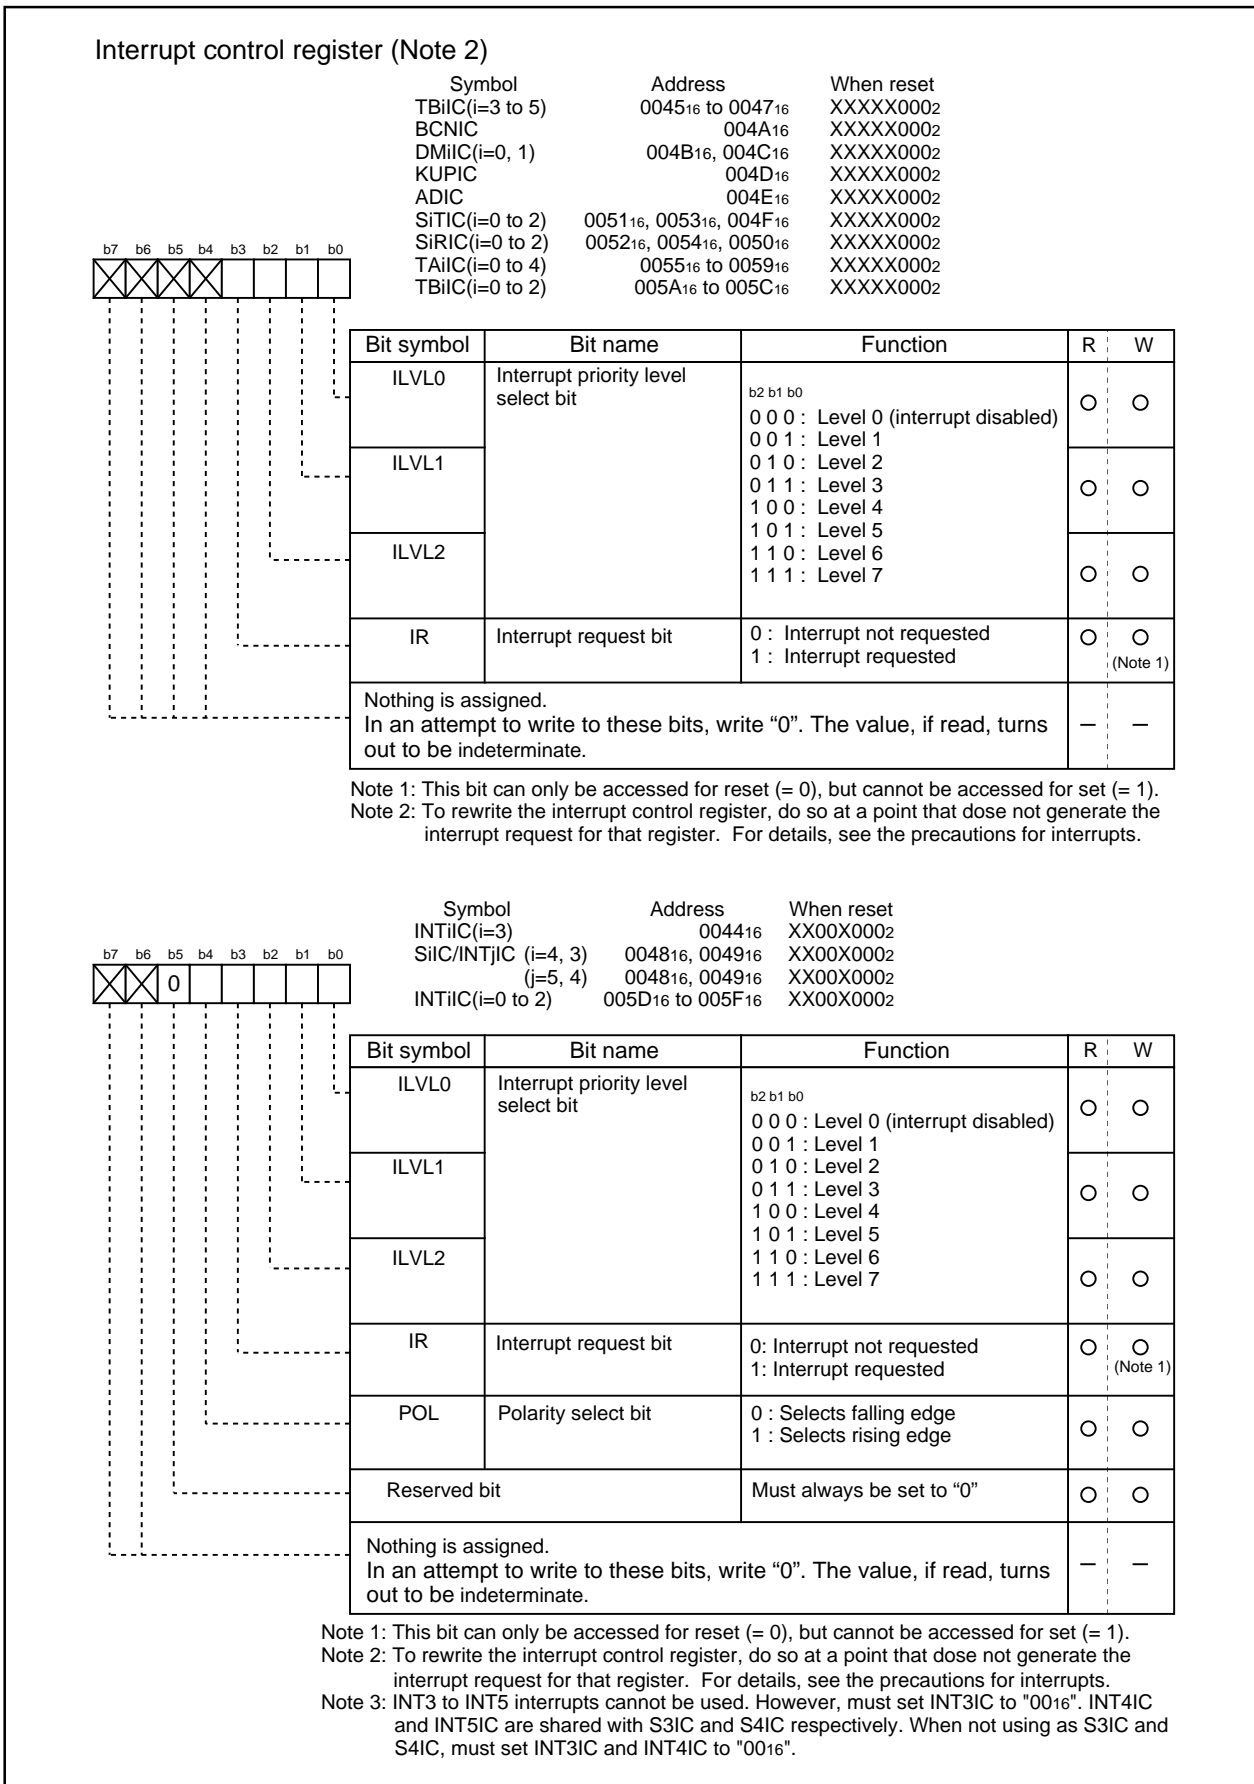 Interrupt control register (Note 2)
Symbol Address When reset
TBiIC(i=3 to 5) 004516 to 004716 XXXXX0002
BCNIC 004A16 XXXXX0002
DMiIC(i=0, 1) 004B16, 004C16 XXXXX0002
KUPIC 004D16 XXXXX0002
ADIC 004E16 XXXXX0002
SiTIC(i=0 to 2) 005116, 005316, 004F16 XXXXX0002
SiRIC(i=0 to 2) 005216, 005416, 005016 XXXXX0002
TAiIC(i=0 to 4) 005516 to 005916 XXXXX0002
TBiIC(i=0 to 2) 005A16 to 005C16 XXXXX0002
b7 b6 b5 b4 b3 b2 b1 b0
Bit symbol Bit name Function R W
ILVL0 Interrupt priority level
select bit
b2 b1 b0
0 0 0 : Level 0 (interrupt disabled)
0 0 1 : Level 1
ILVL1 0 1 0 : Level 2
0 1 1 : Level 3
1 0 0 : Level 4
1 0 1 : Level 5
ILVL2 1 1 0 : Level 6
1 1 1 : Level 7
IR Interrupt request bit 0 : Interrupt not requested
1 : Interrupt requested (Note 1)
Nothing is assigned.
In an attempt to write to these bits, write “0”. The value, if read, turns – –
out to be indeterminate.
Note 1: This bit can only be accessed for reset (= 0), but cannot be accessed for set (= 1).
Note 2: To rewrite the interrupt control register, do so at a point that dose not generate the
interrupt request for that register. For details, see the precautions for interrupts.
Symbol Address When reset
INTiIC(i=3) 004416 XX00X0002
SiIC/INTjIC (i=4, 3) 004816, 004916 XX00X0002
(j=5, 4) 004816, 004916 XX00X0002
INTiIC(i=0 to 2) 005D16 to 005F16 XX00X0002
b7 b6 b5 b4 b3 b2 b1 b0
0
Bit symbol Bit name Function R W
ILVL0 Interrupt priority level
select bit
b2 b1 b0
0 0 0 : Level 0 (interrupt disabled)
0 0 1 : Level 1
ILVL1 0 1 0 : Level 2
0 1 1 : Level 3
1 0 0 : Level 4
1 0 1 : Level 5
ILVL2 1 1 0 : Level 6
1 1 1 : Level 7
IR Interrupt request bit 0: Interrupt not requested
1: Interrupt requested (Note 1)
POL Polarity select bit 0 : Selects falling edge
1 : Selects rising edge
Reserved bit Must always be set to “0”
Nothing is assigned.
In an attempt to write to these bits, write “0”. The value, if read, turns – –
out to be indeterminate.
Note 1: This bit can only be accessed for reset (= 0), but cannot be accessed for set (= 1).
Note 2: To rewrite the interrupt control register, do so at a point that dose not generate the
interrupt request for that register. For details, see the precautions for interrupts.
Note 3: INT3 to INT5 interrupts cannot be used. However, must set INT3IC to "0016". INT4IC
and INT5IC are shared with S3IC and S4IC respectively. When not using as S3IC and
S4IC, must set INT3IC and INT4IC to "0016".